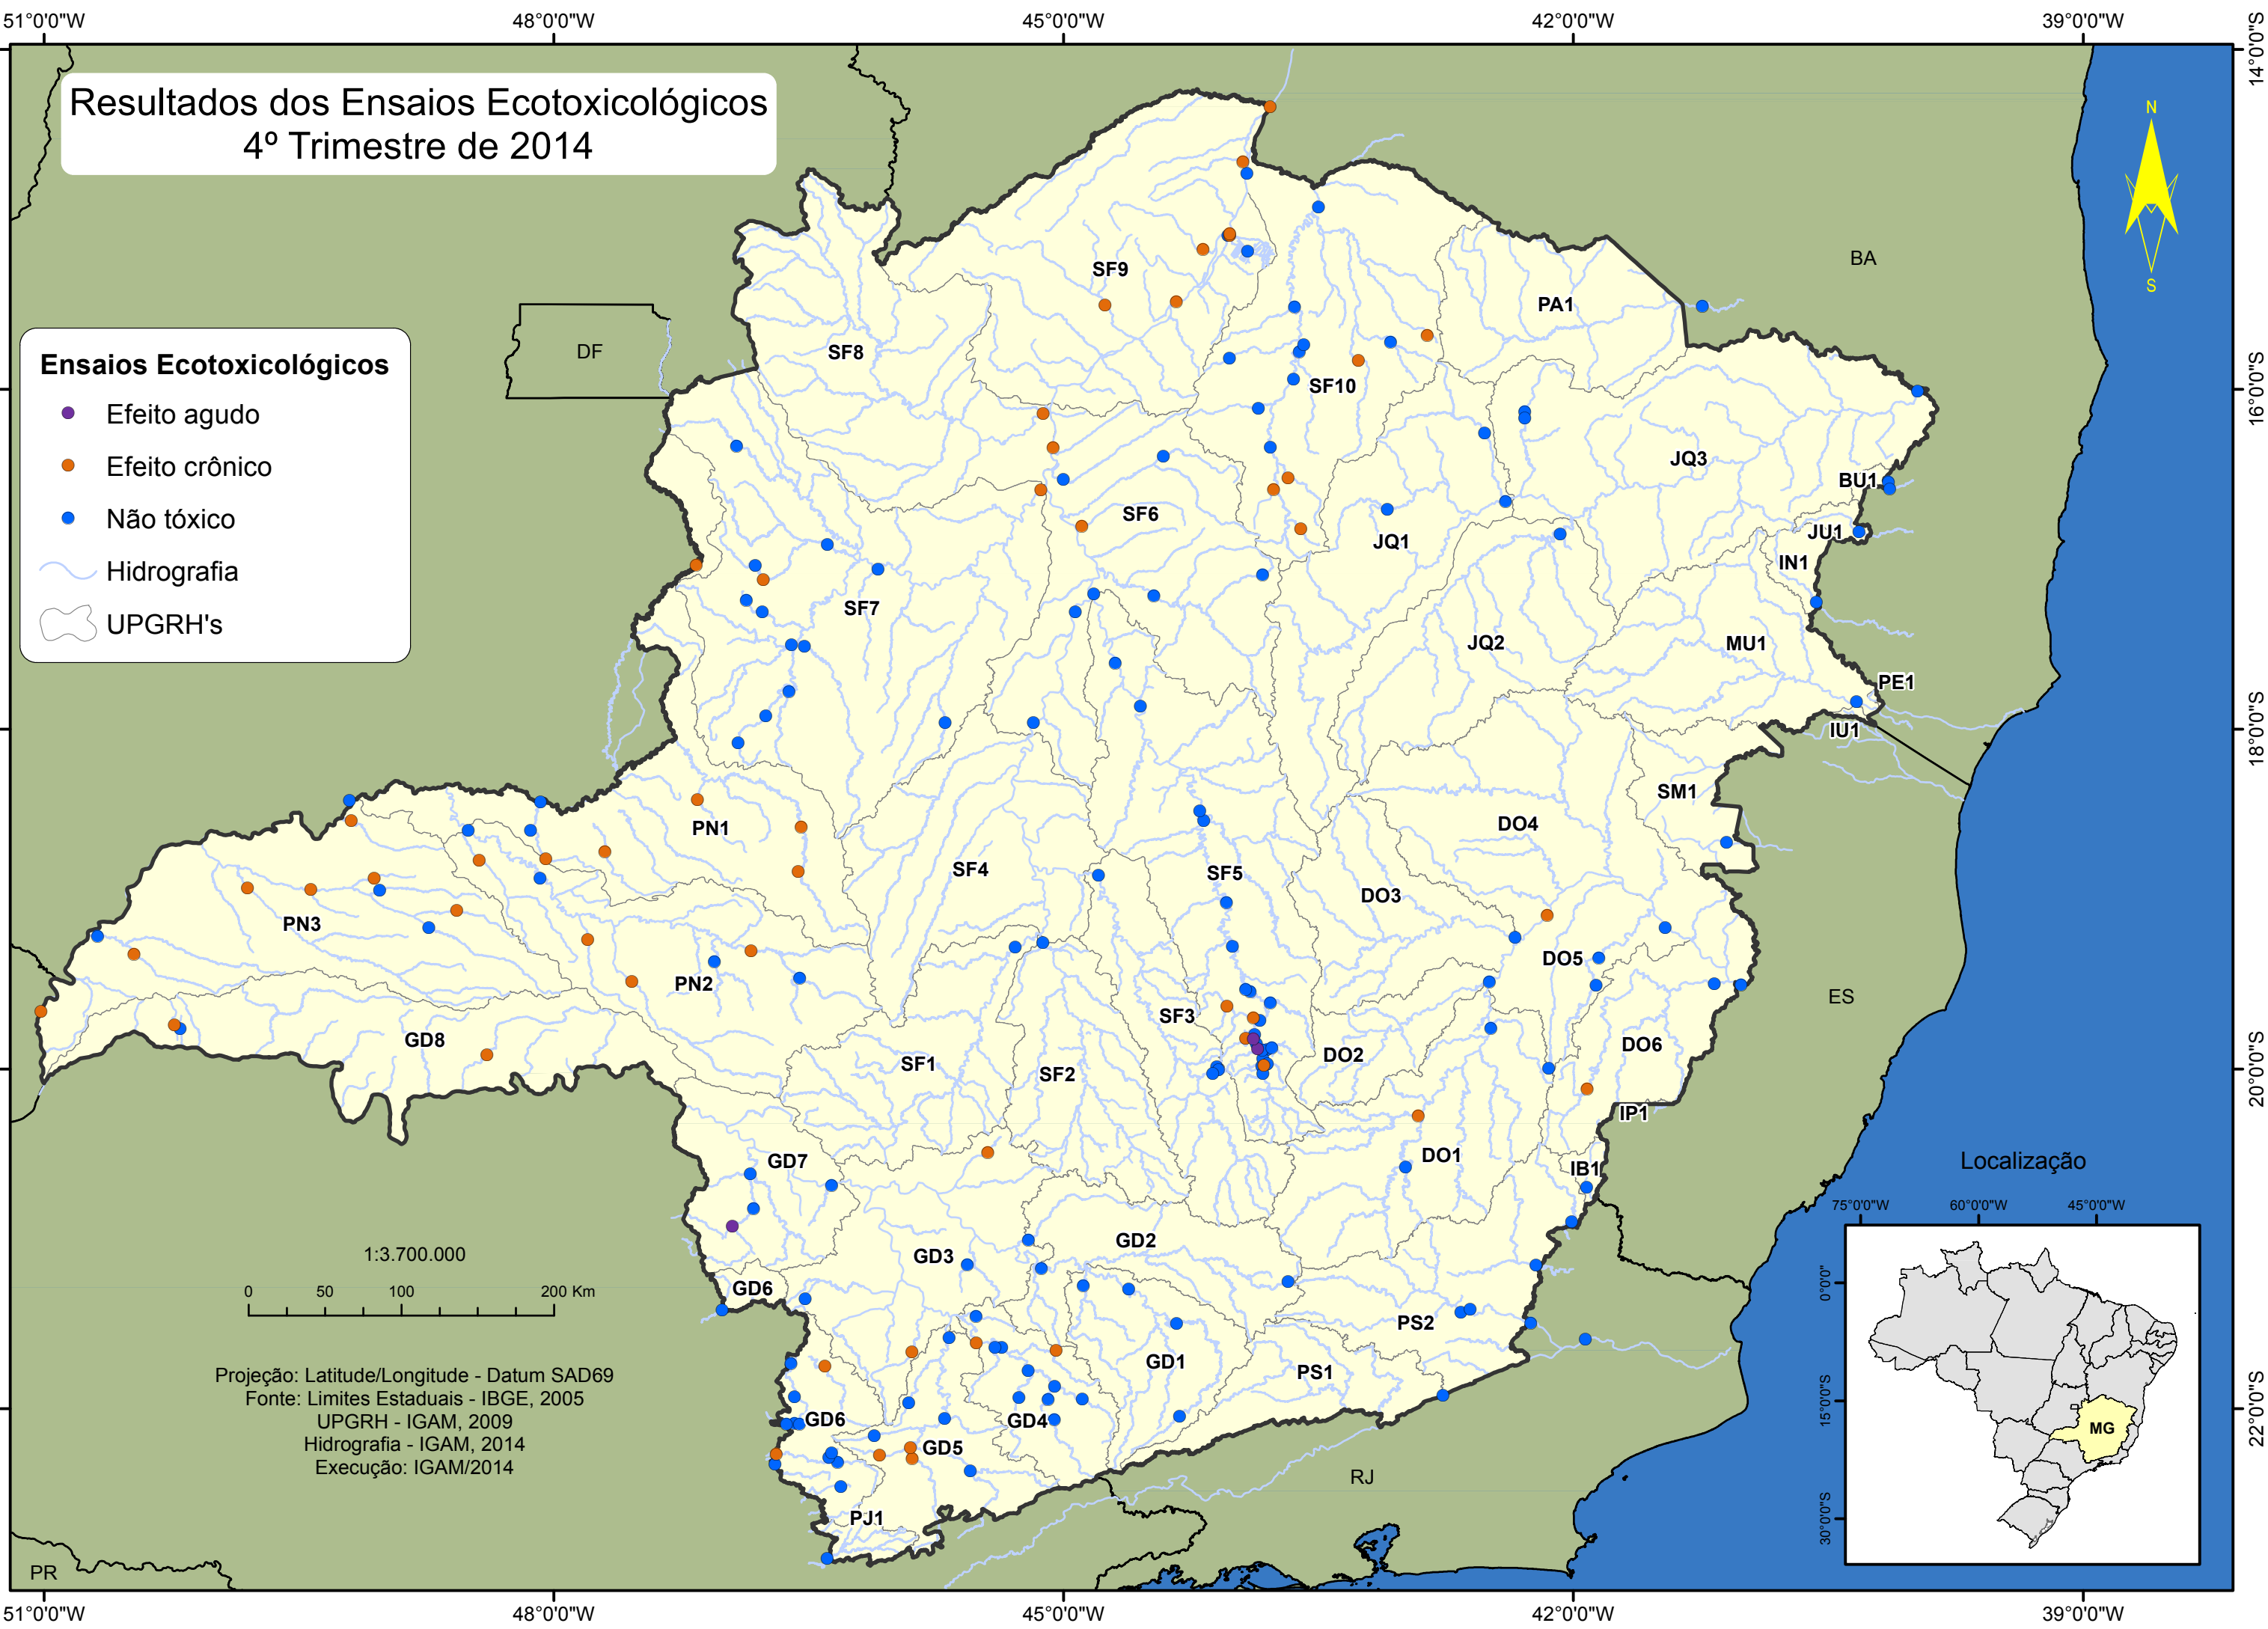 51°0'0"W 48°0'0"W 45°0'0"W 42°0'0"W 39°0'0"W
14°0'0"S
16°0'0"S
18°0'0"S
20°0'0"S
22°0'0"S
Resultados dos Ensaios Ecotoxicológicos
4º Trimestre de 2014
N
S
Ensaios Ecotoxicológicos
Efeito agudo
Efeito crônico
Não tóxico
Hidrografia
UPGRH's
DF
BA
SF9
PA1
SF8
SF10
JQ3
BU1
SF6
JU1
JQ1
IN1
SF7
JQ2
MU1
PE1
IU1
SM1
PN1
DO4
SF4
SF5
DO3
PN3
DO5
PN2
ES
SF3
GD8
DO6
DO2
SF1
SF2
IP1
DO1
GD7
IB1
GD3
GD2
GD6
PS2
GD1
PS1
GD6
GD4
GD5
RJ
PJ1
PR
1:3.700.000
0 50 100 200 Km
Projeção: Latitude/Longitude - Datum SAD69
Fonte: Limites Estaduais - IBGE, 2005
UPGRH - IGAM, 2009
Hidrografia - IGAM, 2014
Execução: IGAM/2014
Localização
75°0'0"W 60°0'0"W 45°0'0"W
0°0'0"
15°0'0"S
30°0'0"S
MG
51°0'0"W 48°0'0"W 45°0'0"W 42°0'0"W 39°0'0"W